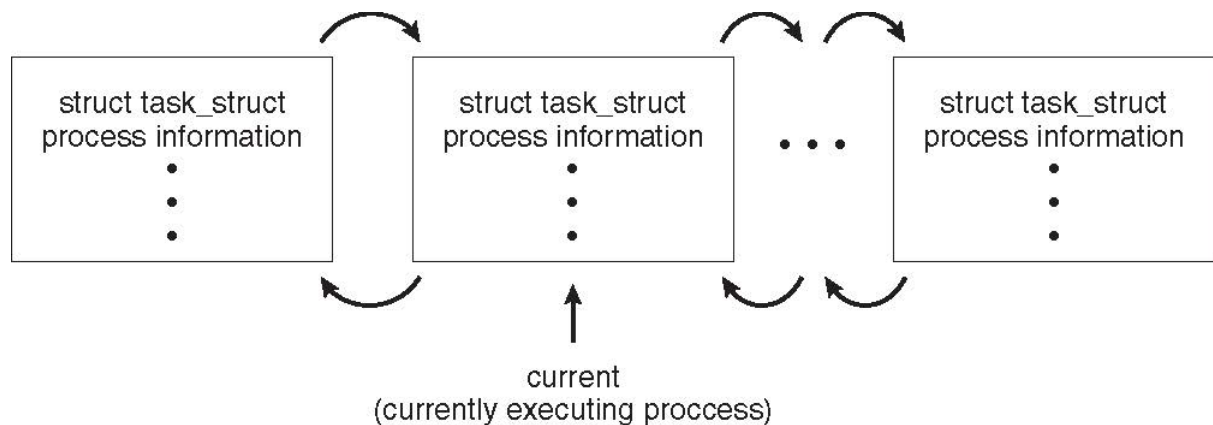 struct task_struct
process information
struct task_struct
process information
struct task_struct
process information
current
(currently executing proccess)